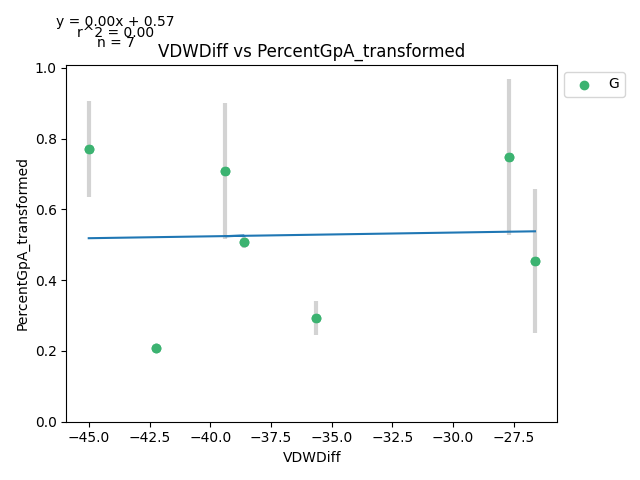 y = 0.00x + 0.57
r^2 = 0.00
n = 7
VDWDiff vs PercentGpA_transformed
G
PercentGpA_transformed
1.0
0.8
0.6
0.4
0.2
0.0
−45.0 −42.5 −40.0 −37.5 −35.0 −32.5 −30.0 −27.5
VDWDiff